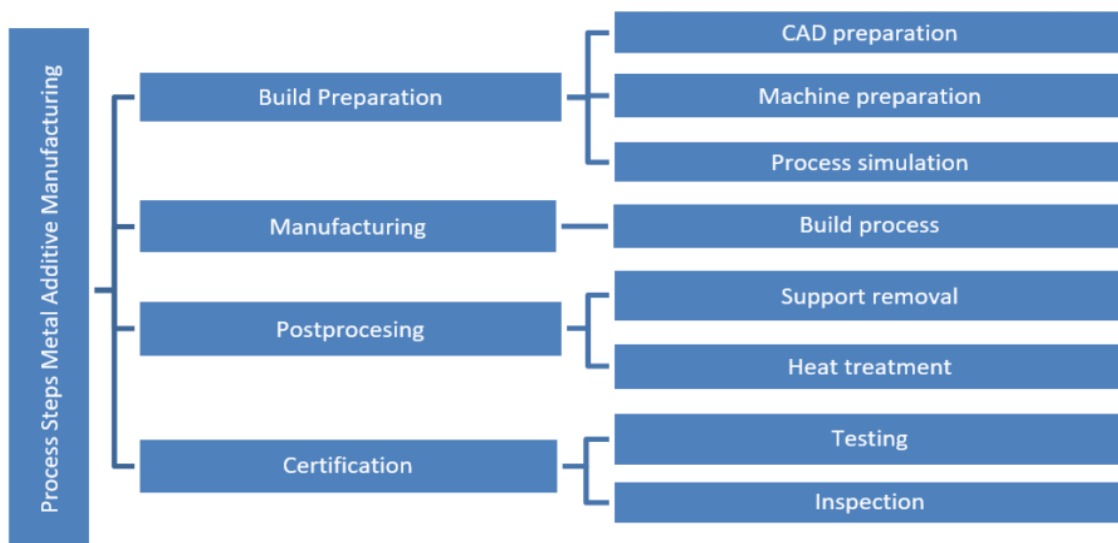 Process Steps Metal Additive Manufacturing
Build Preparation
CAD preparation
Machine preparation
Process simulation
Manufacturing
Build process
Postprocesing
Support removal
Heat treatment
Certification
Testing
Inspection